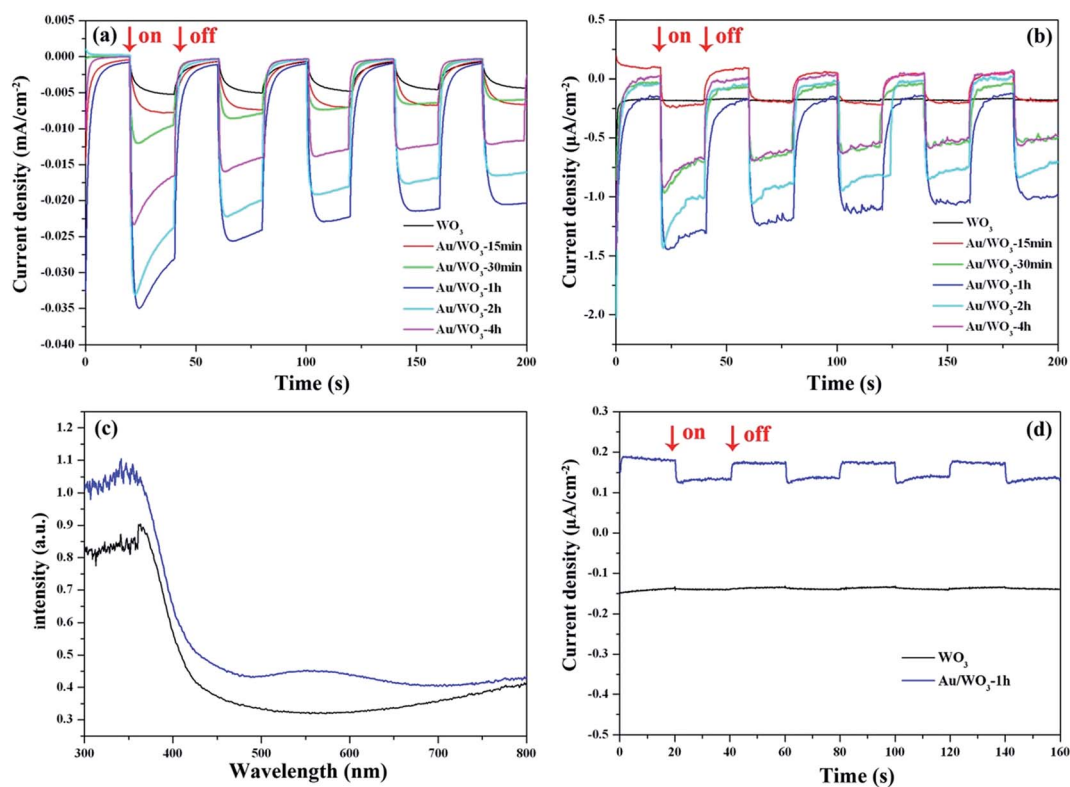 (a)
on
off
0.005
0.000
-0.005
-0.010
-0.015
-0.020
-0.025
-0.030
-0.035
-0.040
Current density (mA/cm⁻²)
WO₃
Au/WO₃-15min
Au/WO₃-30min
Au/WO₃-1h
Au/WO₃-2h
Au/WO₃-4h
0 50 100 150 200
Time (s)
(b)
on
off
0.5
0.0
-0.5
-1.0
-1.5
-2.0
Current density (μA/cm⁻²)
WO₃
Au/WO₃-15min
Au/WO₃-30min
Au/WO₃-1h
Au/WO₃-2h
Au/WO₃-4h
0 50 100 150 200
Time (s)
(c)
1.2
1.1
1.0
0.9
0.8
0.7
0.6
0.5
0.4
0.3
intensity (a.u.)
300 400 500 600 700 800
Wavelength (nm)
(d)
on
off
0.3
0.2
0.1
0.0
-0.1
-0.2
-0.3
-0.4
-0.5
Current density (μA/cm⁻²)
WO₃
Au/WO₃-1h
0 20 40 60 80 100 120 140 160
Time (s)